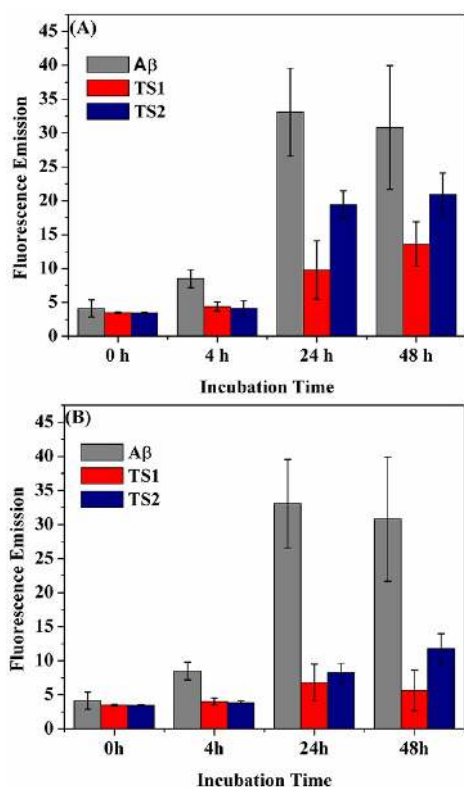 (A)
Aβ
TS1
TS2
Fluorescence Emission
45
40
35
30
25
20
15
10
5
0
0 h 4 h 24 h 48 h
Incubation Time
(B)
Aβ
TS1
TS2
Fluorescence Emission
45
40
35
30
25
20
15
10
5
0
0h 4h 24h 48h
Incubation Time